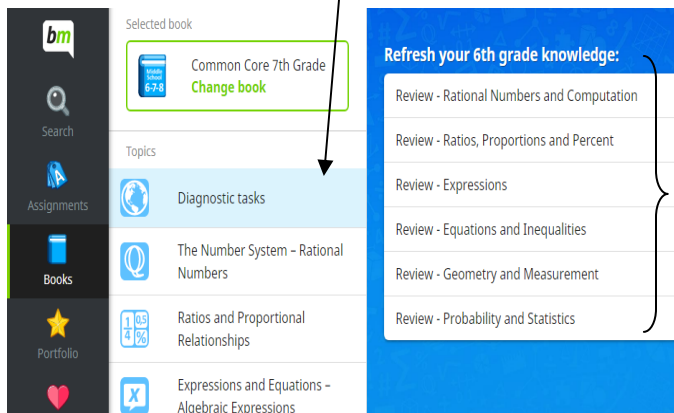 bm
Search
Assignments
Books
Portfolio
Selected book
Middle
School
6-7-8
Common Core 7th Grade
Change book
Topics
Diagnostic tasks
Q
The Number System – Rational
Numbers
1 0,5
4 %
Ratios and Proportional
Relationships
x
Expressions and Equations –
Algebraic Expressions
Refresh your 6th grade knowledge:
Review - Rational Numbers and Computation
Review - Ratios, Proportions and Percent
Review - Expressions
Review - Equations and Inequalities
Review - Geometry and Measurement
Review - Probability and Statistics